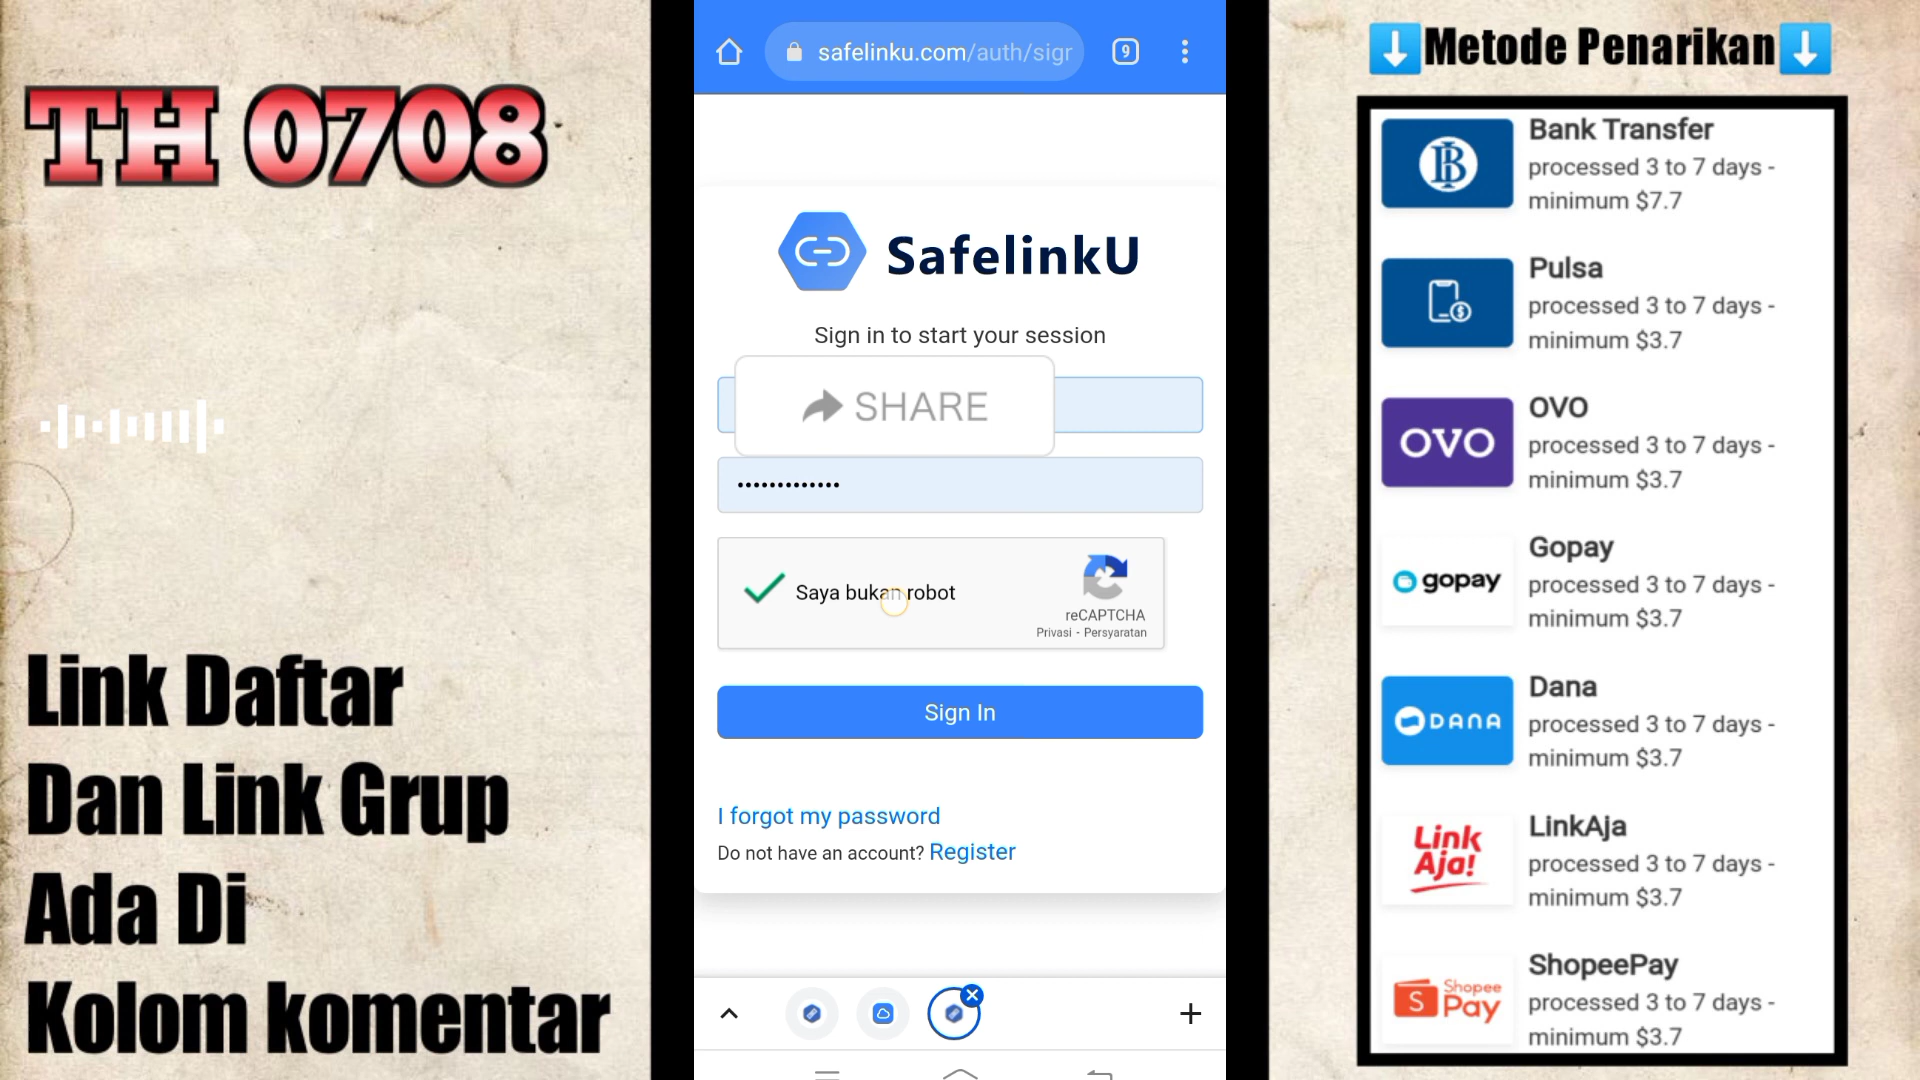 TH 0708
Link Daftar
Dan Link Grup
Ada Di
Kolom komentar
safelinku.com/auth/sigr
9
SafelinkU
Sign in to start your session
SHARE
•••••••••••••
Saya bukan robot
reCAPTCHA
Privasi - Persyaratan
Sign In
I forgot my password
Do not have an account? Register
Metode Penarikan
Bank Transfer
processed 3 to 7 days -
minimum $7.7
Pulsa
processed 3 to 7 days -
minimum $3.7
OVO
OVO
processed 3 to 7 days -
minimum $3.7
gopay
Gopay
processed 3 to 7 days -
minimum $3.7
DANA
Dana
processed 3 to 7 days -
minimum $3.7
Link
Aja!
LinkAja
processed 3 to 7 days -
minimum $3.7
S Shopee
Pay
ShopeePay
processed 3 to 7 days -
minimum $3.7